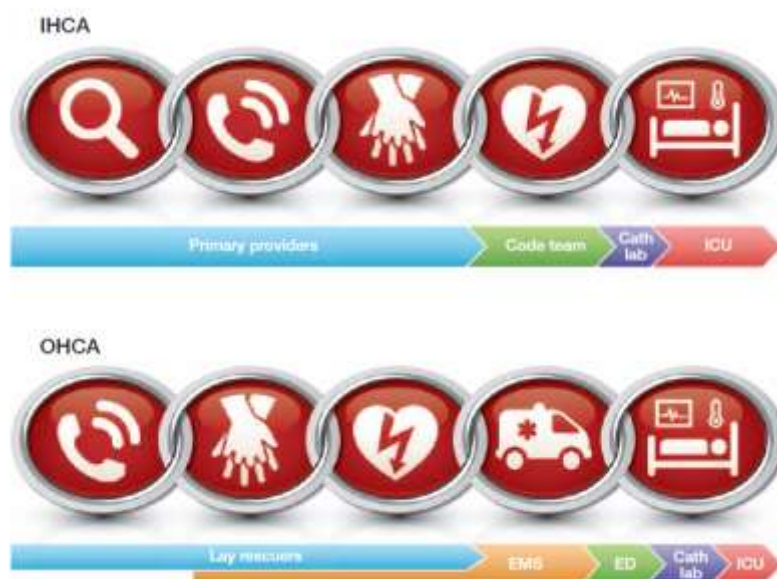 IHCA
Primary providers
Code team
Cath
lab
ICU
OHCA
Lay rescuers
EMS
ED
Cath
lab
ICU